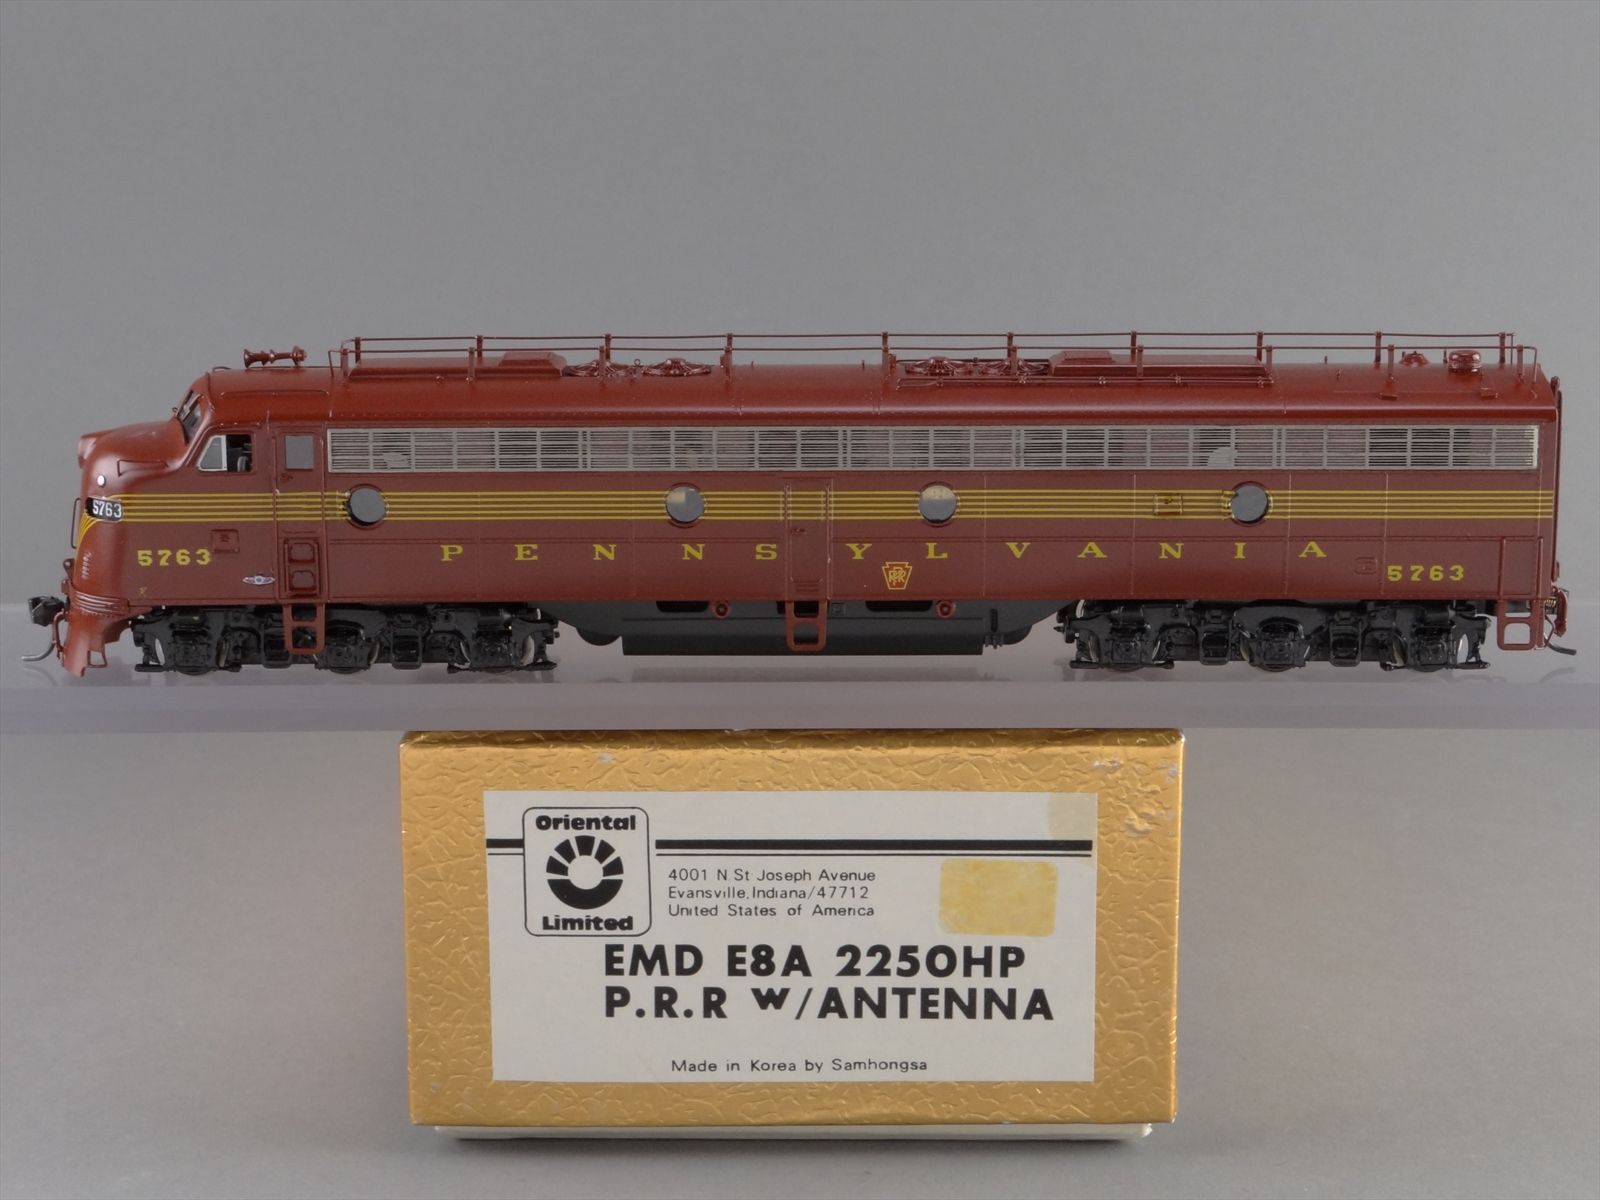 5763
5763
PENNSYLVANIA
PRR
5763
Oriental
Limited
4001 N St Joseph Avenue
Evansville, Indiana/47712
United States of America
EMD E8A 2250HP
P.R.R w/ANTENNA
Made in Korea by Samhongsa